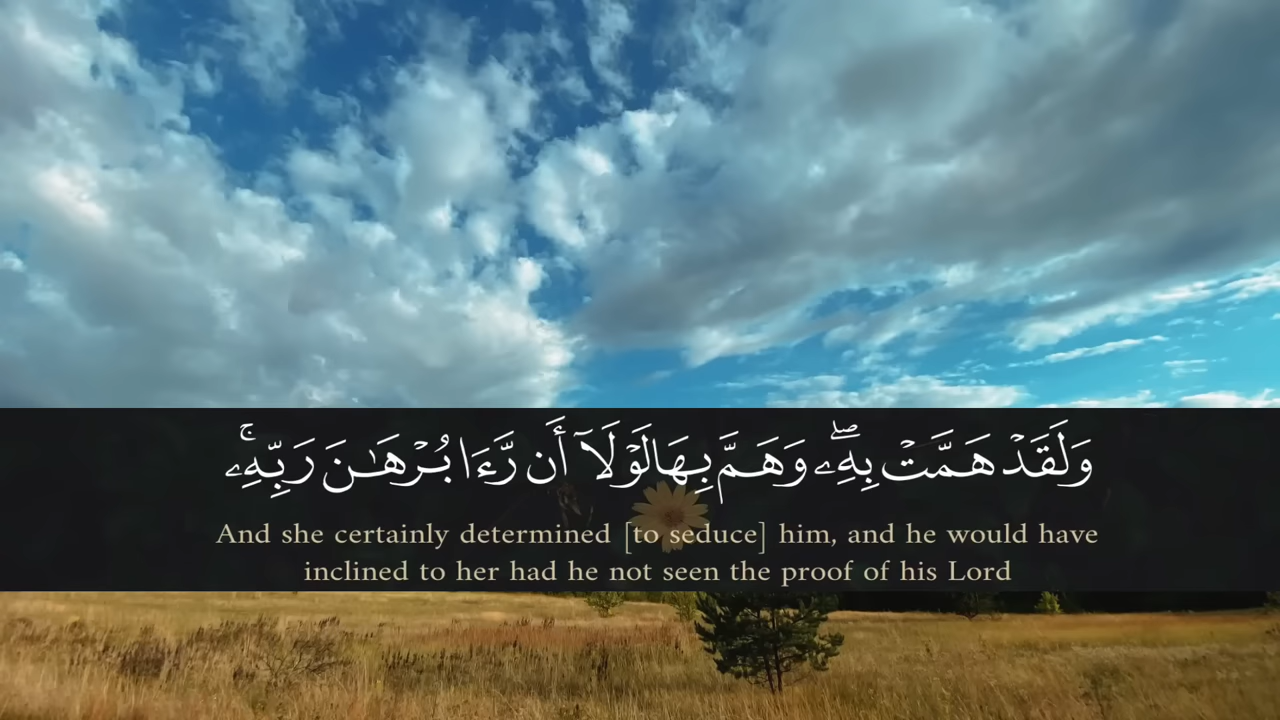 وَلَقَدْ هَمَّتْ بِهِۦ ۖ وَهَمَّ بِهَا لَوْلَآ أَن رَّءَا بُرْهَـٰنَ رَبِّهِۦ ۚ
And she certainly determined [to seduce] him, and he would have
inclined to her had he not seen the proof of his Lord